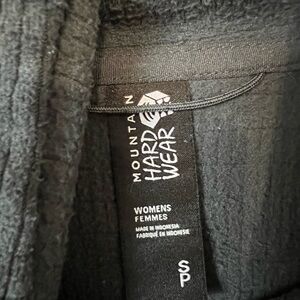 MOUNTAIN
HARD
WEAR
WOMENS
FEMMES
MADE IN INDONESIA
FABRIQUÉ EN INDONÉSIE
S
P